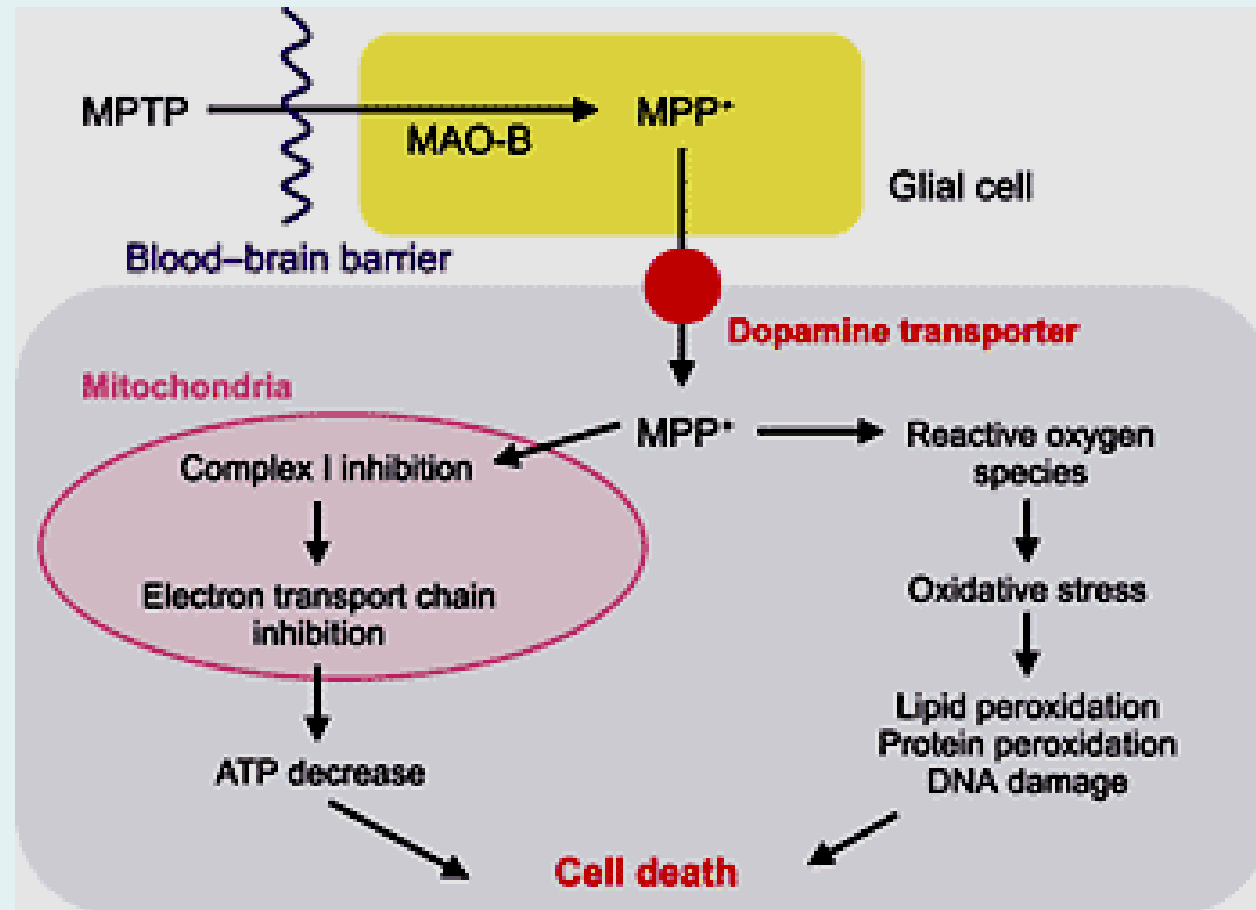 MPTP
MAO-B
MPP•
Glial cell
Blood–brain barrier
Dopamine transporter
Mitochondria
MPP•
Complex I inhibition
Reactive oxygen
species
Electron transport chain
inhibition
Oxidative stress
ATP decrease
Lipid peroxidation
Protein peroxidation
DNA damage
Cell death